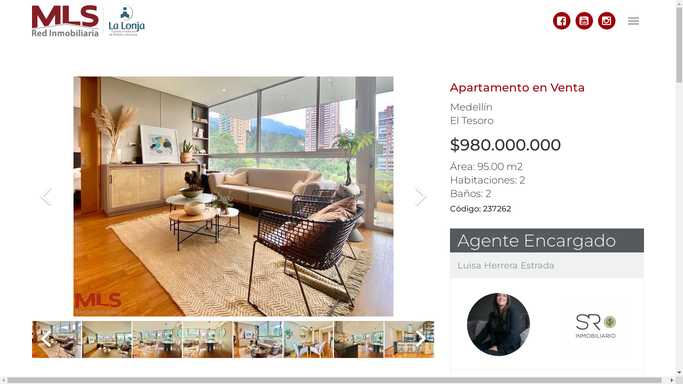 MLS
Red Inmobiliaria
La Lonja
Apartamento en Venta
Medellín
El Tesoro
$980.000.000
Área: 95.00 m2
Habitaciones: 2
Baños: 2
Código: 237262
Agente Encargado
Luisa Herrera Estrada
MLS
SR
INMOBILIARIO